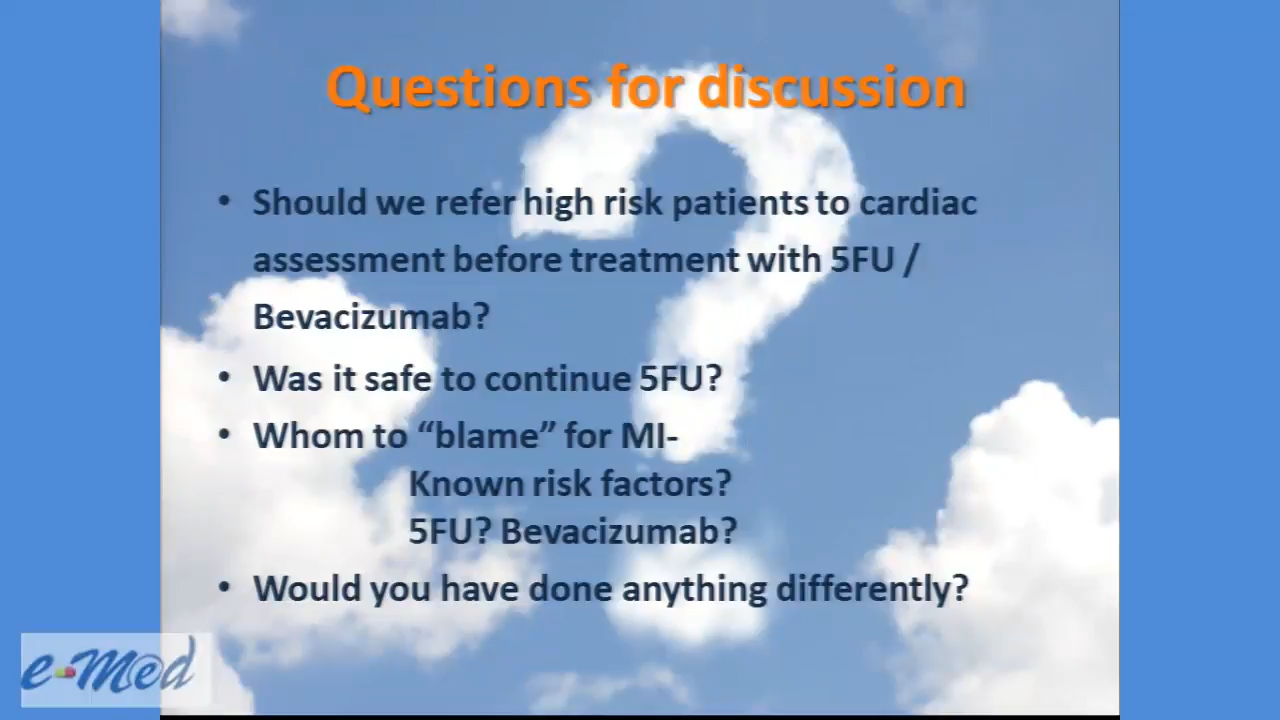 Questions for discussion
• Should we refer high risk patients to cardiac
assessment before treatment with 5FU /
Bevacizumab?
• Was it safe to continue 5FU?
• Whom to “blame” for MI-
Known risk factors?
5FU? Bevacizumab?
• Would you have done anything differently?
e-Med